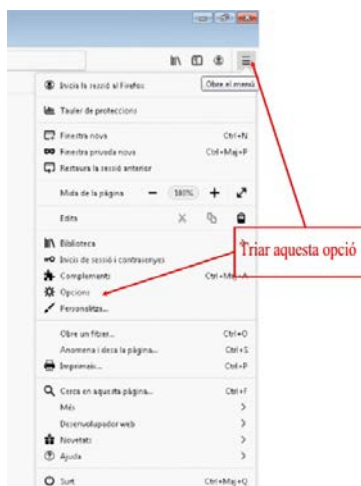 Inicia la sessió al Firefox
Obre el menú
Tauler de proteccions
Finestra nova Ctrl+N
Finestra privada nova Ctrl+Maj+P
Restaura la sessió anterior
Mida de la pàgina − 100% +
Edita
Biblioteca
Triar aquesta opció
Inicis de sessió i contrasenyes
Complements Ctrl+Maj+A
Opcions
Personalitza...
Obre un fitxer... Ctrl+O
Anomena i desa la pàgina... Ctrl+S
Imprimeix... Ctrl+P
Cerca en aquesta pàgina... Ctrl+F
Més
Desenvolupador web
Novetats
Ajuda
Surt Ctrl+Maj+Q